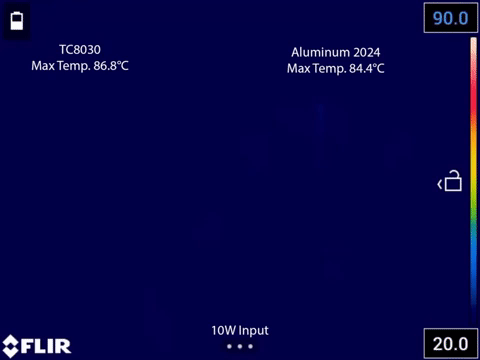 90.0
TC8030
Max Temp. 86.8°C
Aluminum 2024
Max Temp. 84.4°C
10W Input
FLIR
20.0